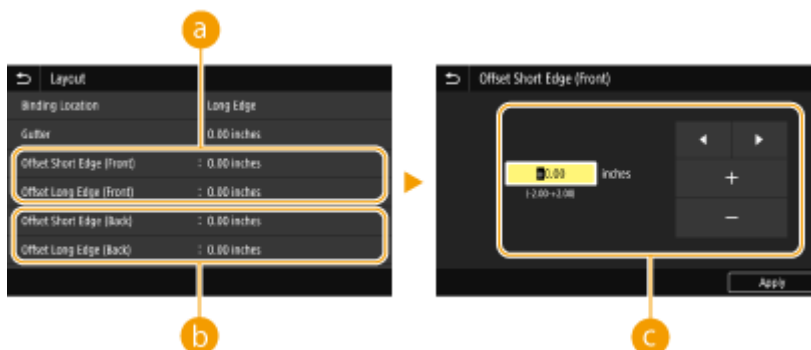 a
Layout
Binding Location Long Edge
Gutter 0.00 inches
Offset Short Edge (Front) : 0.00 inches
Offset Long Edge (Front) : 0.00 inches
Offset Short Edge (Back) : 0.00 inches
Offset Long Edge (Back) : 0.00 inches
b
Offset Short Edge (Front)
0.00 inches
(-2.00-+2.00)
+
−
Apply
c